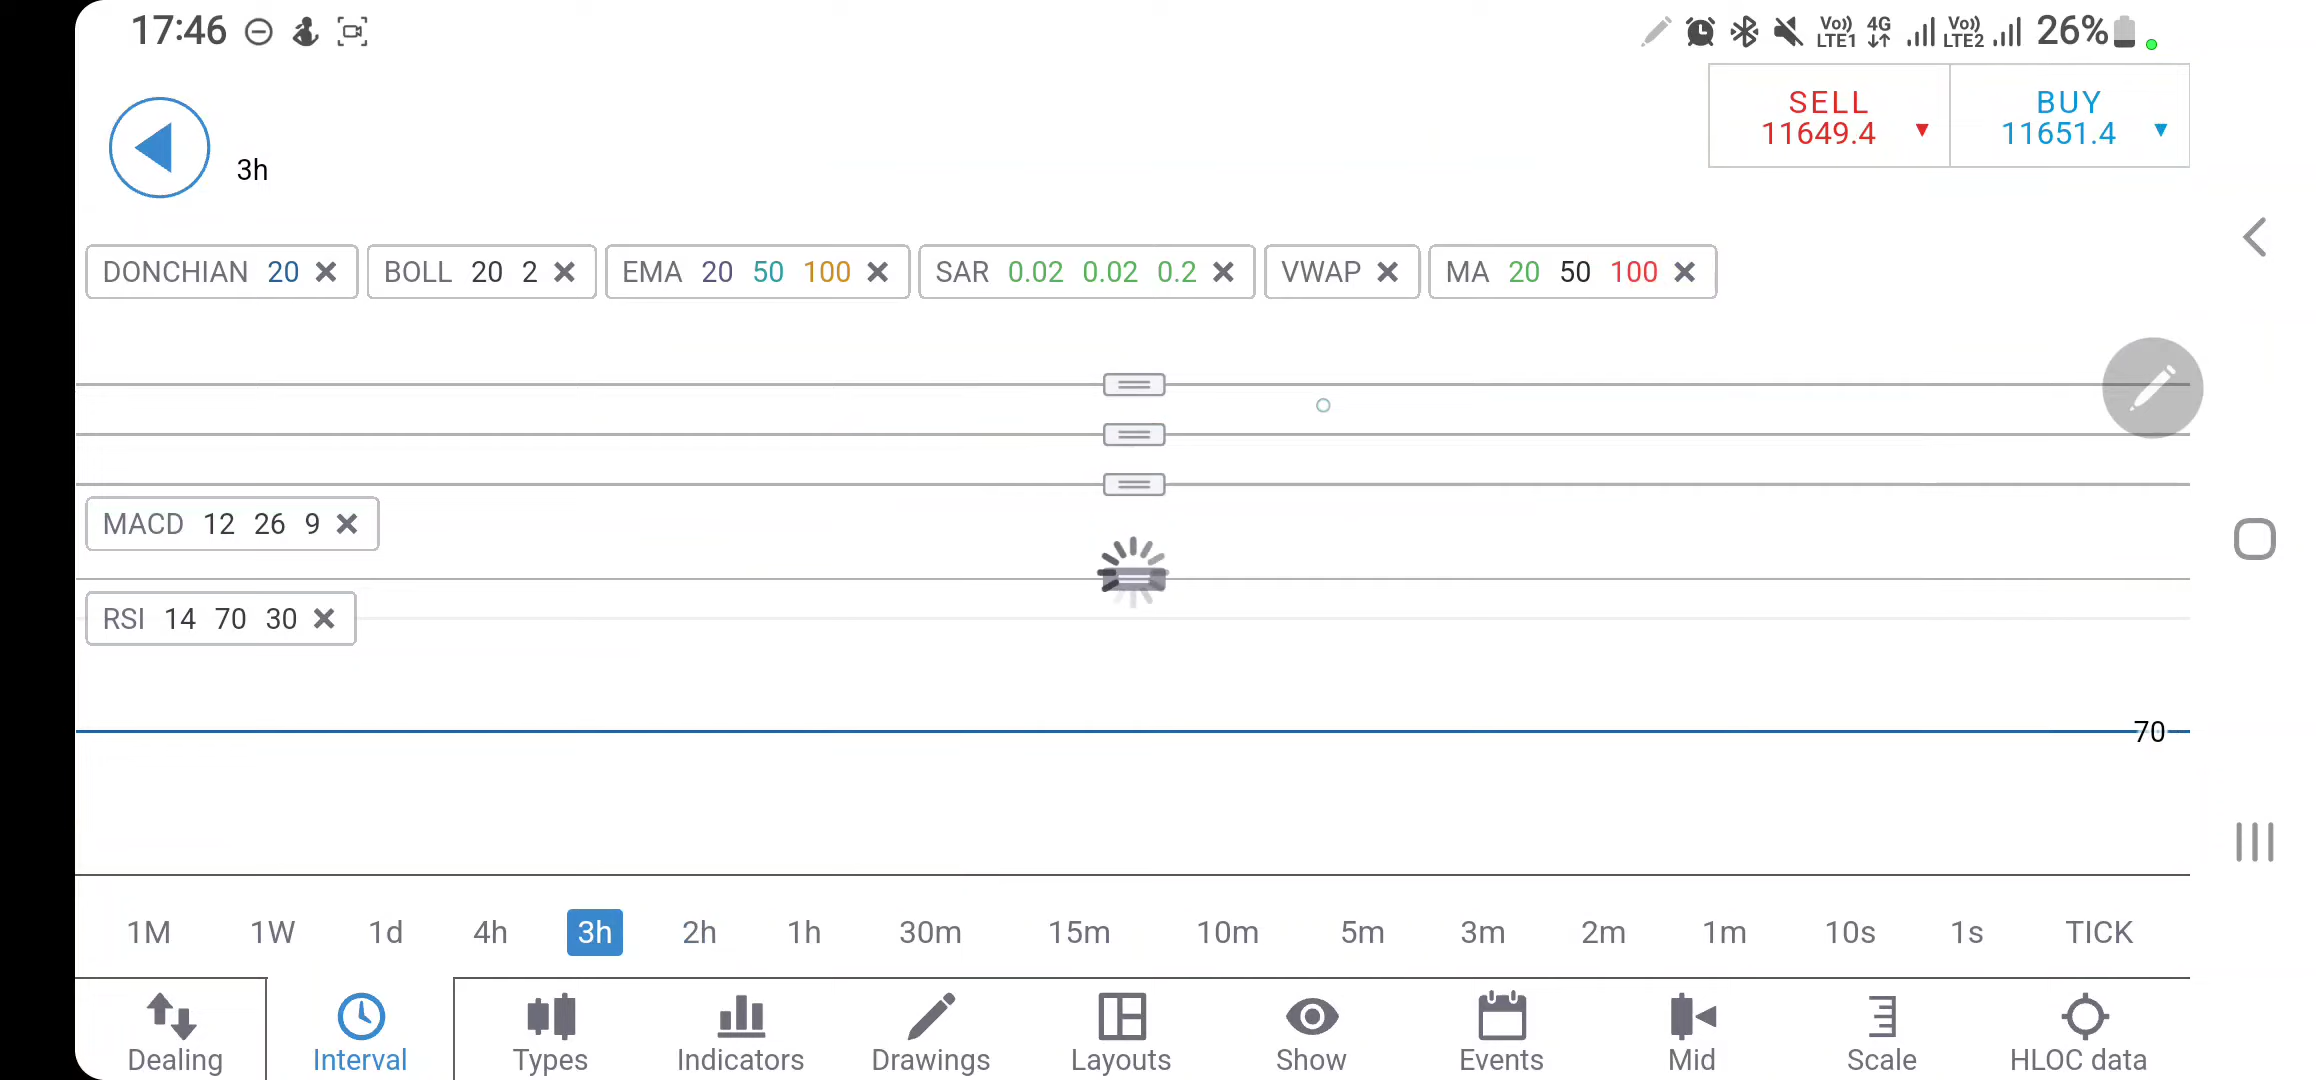 17:46
Vo)) LTE1 4G Vo)) LTE2 26%
SELL
11649.4
BUY
11651.4
3h
DONCHIAN 20
BOLL 20 2
EMA 20 50 100
SAR 0.02 0.02 0.2
VWAP
MA 20 50 100
MACD 12 26 9
RSI 14 70 30
70
1M 1W 1d 4h 3h 2h 1h 30m 15m 10m 5m 3m 2m 1m 10s 1s TICK
Dealing Interval Types Indicators Drawings Layouts Show Events Mid Scale HLOC data